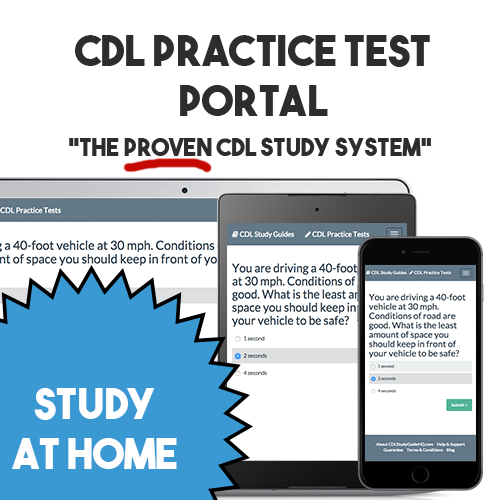 CDL PRACTICE TEST
PORTAL
"THE PROVEN CDL STUDY SYSTEM"
CDL Practice Tests
g a 40-foot vehicle at 30 mph. Conditions
nt of space you should keep in front of yo
CDL Study Guides CDL Practice Tests
You are driving a 40-foot
at 30 mph. Conditions of
good. What is the least am
space you should keep in
your vehicle to be safe?
1 second
2 seconds
4 seconds
CDL Study Guides CDL Practice Tests
You are driving a 40-foot
vehicle at 30 mph.
Conditions of road are
good. What is the least
amount of space you
should keep in front of
your vehicle to be safe?
1 second
2 seconds
4 seconds
Submit >
About CDLStudyGuideHQ.com Help & Support
Guarantee Terms & Conditions Blog
STUDY
AT HOME